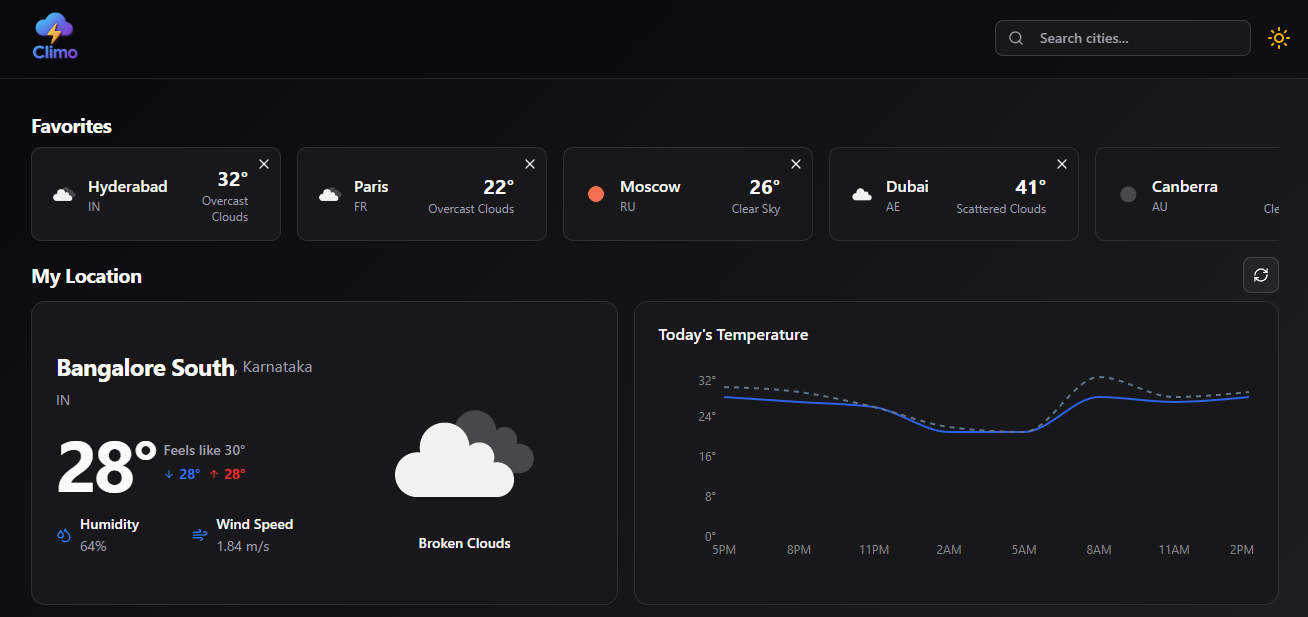 Climo
Search cities...
Favorites
Hyderabad
IN
32°
Overcast
Clouds
Paris
FR
22°
Overcast Clouds
Moscow
RU
26°
Clear Sky
Dubai
AE
41°
Scattered Clouds
Canberra
AU
Cle
My Location
Bangalore South, Karnataka
IN
28° Feels like 30°
↓ 28° ↑ 28°
Humidity
64%
Wind Speed
1.84 m/s
Broken Clouds
Today's Temperature
32°
24°
16°
8°
0°
5PM 8PM 11PM 2AM 5AM 8AM 11AM 2PM